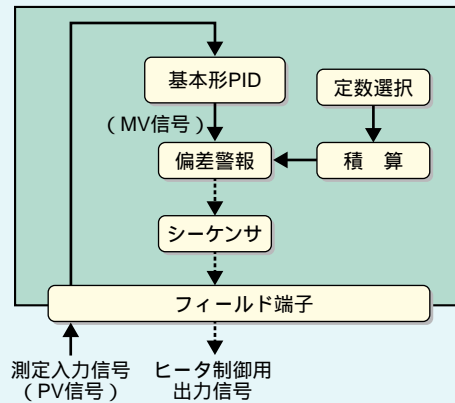 基本形PID
定数選択
(MV信号)
偏差警報
積 算
シーケンサ
フィールド端子
測定入力信号
(PV信号)
ヒータ制御用
出力信号